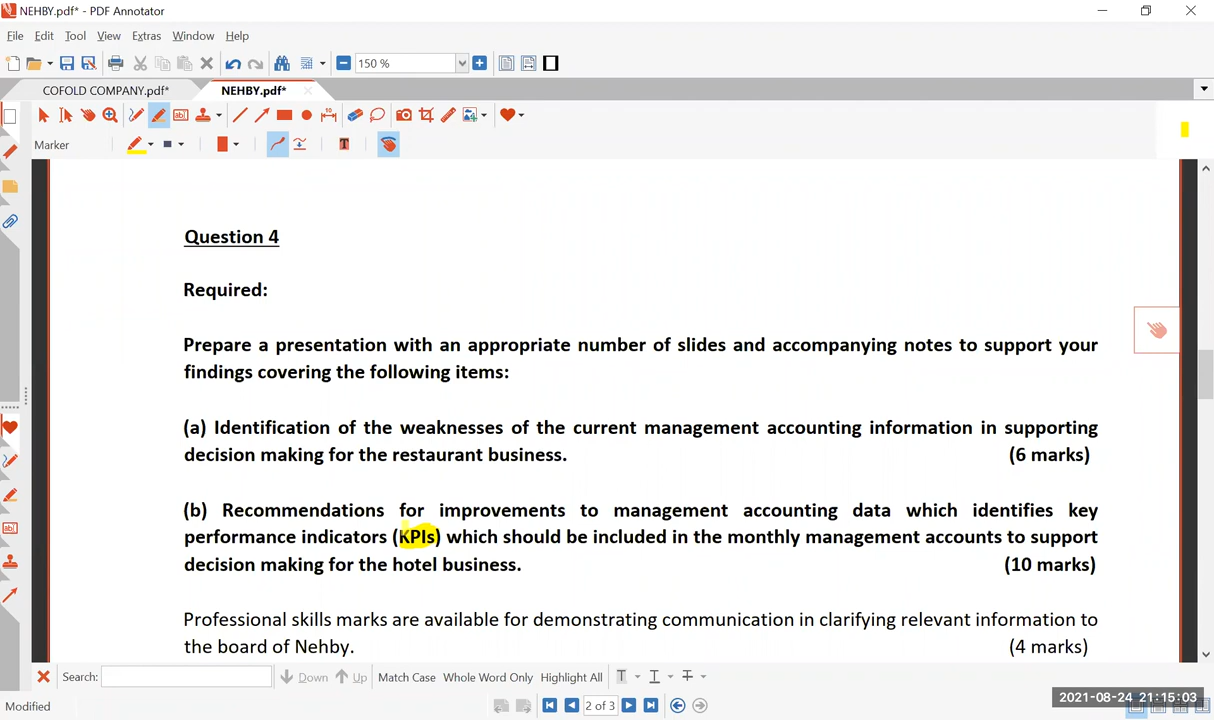 NEHBY.pdf* - PDF Annotator
File Edit Tool View Extras Window Help
150 %
COFOLD COMPANY.pdf*
NEHBY.pdf*
Marker
Question 4
Required:
Prepare a presentation with an appropriate number of slides and accompanying notes to support your
findings covering the following items:
(a) Identification of the weaknesses of the current management accounting information in supporting
decision making for the restaurant business. (6 marks)
(b) Recommendations for improvements to management accounting data which identifies key
performance indicators (KPIs) which should be included in the monthly management accounts to support
decision making for the hotel business. (10 marks)
Professional skills marks are available for demonstrating communication in clarifying relevant information to
the board of Nehby. (4 marks)
Search: Down Up Match Case Whole Word Only Highlight All
Modified
2 of 3
2021-08-24 21:15:03